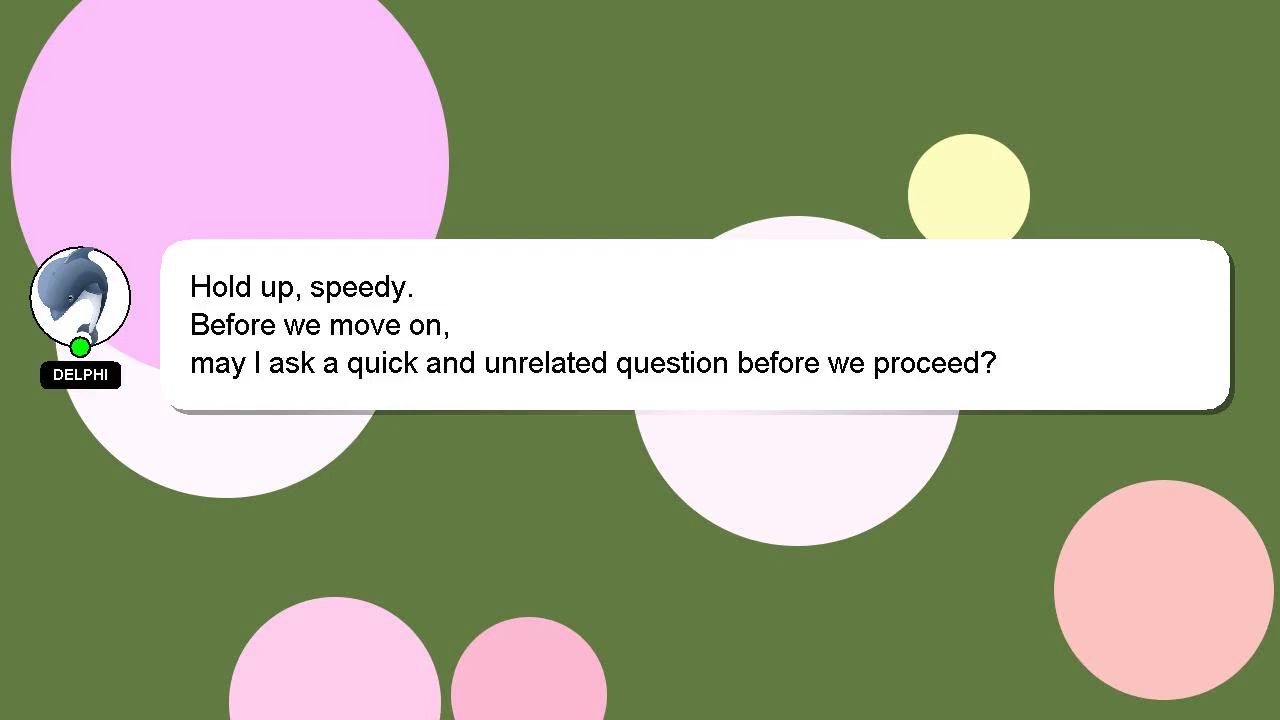 Hold up, speedy.
Before we move on,
may I ask a quick and unrelated question before we proceed?
DELPHI